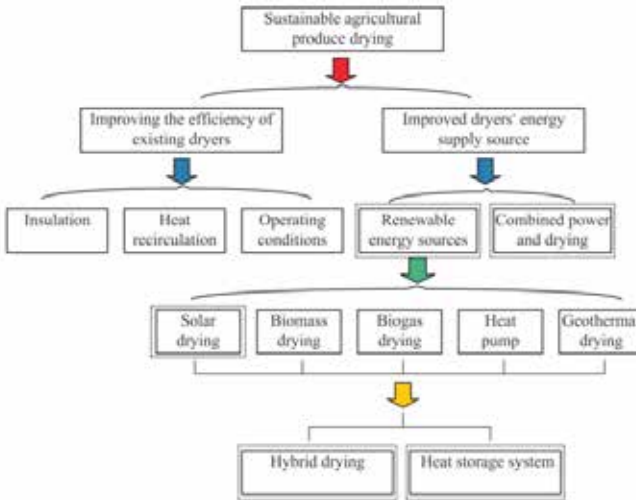 Sustainable agricultural
produce drying
Improving the efficiency of
existing dryers
Improved dryers' energy
supply source
Insulation
Heat
recirculation
Operating
conditions
Renewable
energy sources
Combined power
and drying
Solar
drying
Biomass
drying
Biogas
drying
Heat
pump
Geotherma
drying
Hybrid drying
Heat storage system